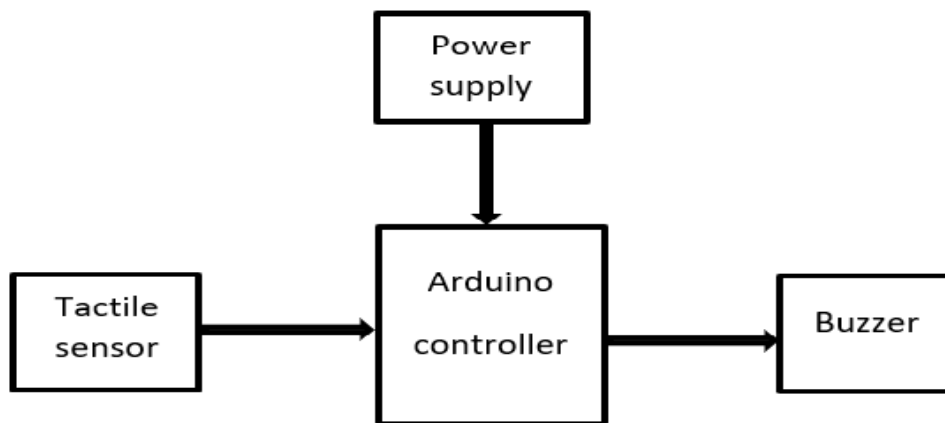 Power
supply
Tactile
sensor
Arduino
controller
Buzzer